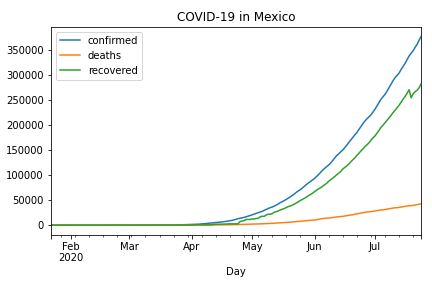 COVID-19 in Mexico
confirmed
deaths
recovered
350000
300000
250000
200000
150000
100000
50000
0
Feb Mar Apr May Jun Jul
2020
Day